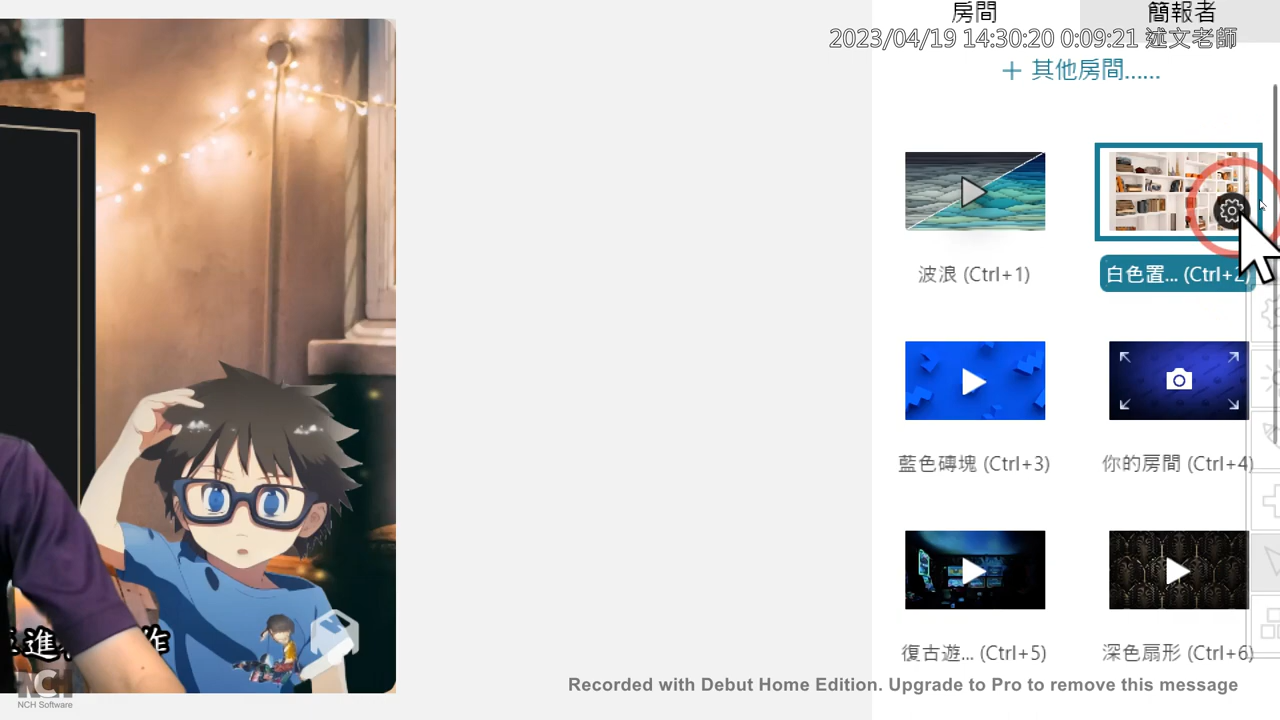 房間
簡報者
2023/04/19 14:30:20 0:09:21 述文老師
+ 其他房間......
波浪 (Ctrl+1)
白色置... (Ctrl+2)
藍色磚塊 (Ctrl+3)
你的房間 (Ctrl+4)
復古遊... (Ctrl+5)
深色扇形 (Ctrl+6)
進
作
Recorded with Debut Home Edition. Upgrade to Pro to remove this message
NCH
NCH Software